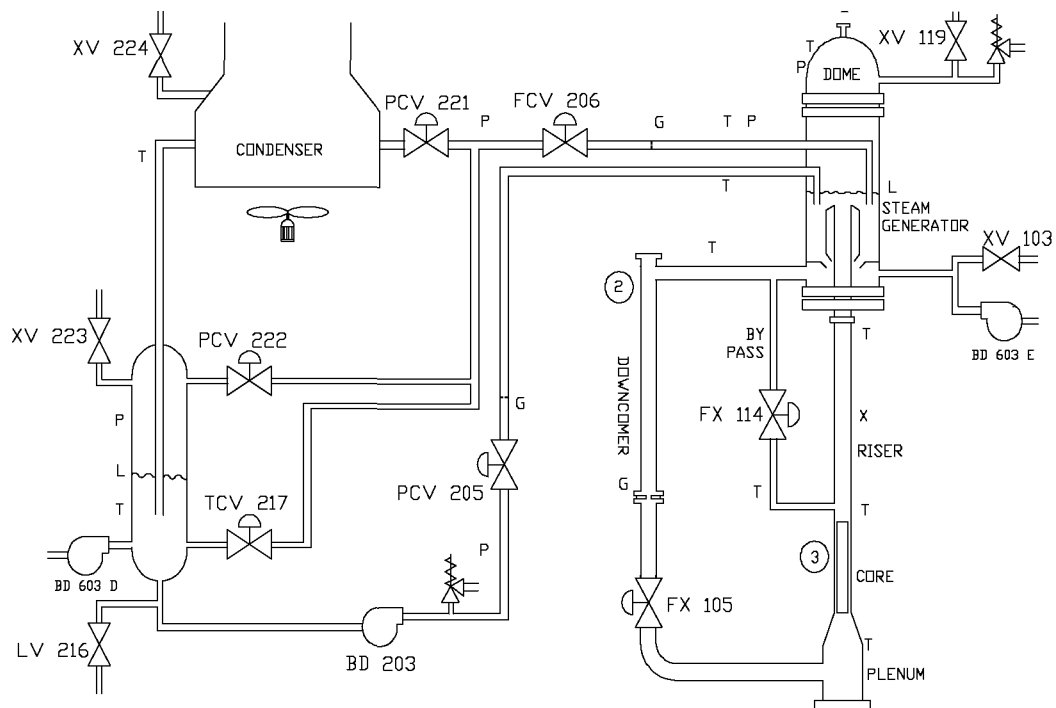 XV 224
PCV 221
FCV 206
XV 119
T
P
DOME
P
G
T
P
T
CONDENSER
T
L
STEAM
GENERATOR
XV 103
T
2
XV 223
PCV 222
BY
PASS
T
BD 603 E
DOWNCOMER
P
G
FX 114
X
RISER
L
T
TCV 217
PCV 205
G
T
T
P
BD 603 D
3
CORE
FX 105
LV 216
BD 203
T
PLENUM